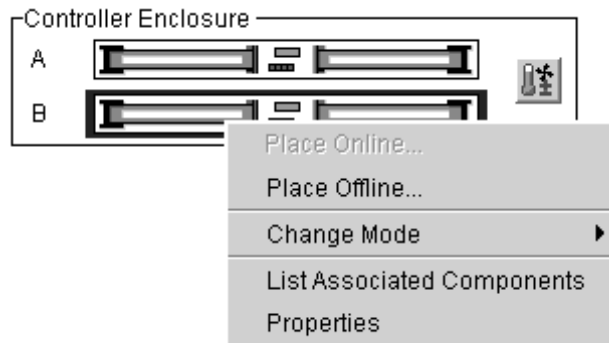 Controller Enclosure
A
B
Place Online...
Place Offline...
Change Mode
List Associated Components
Properties